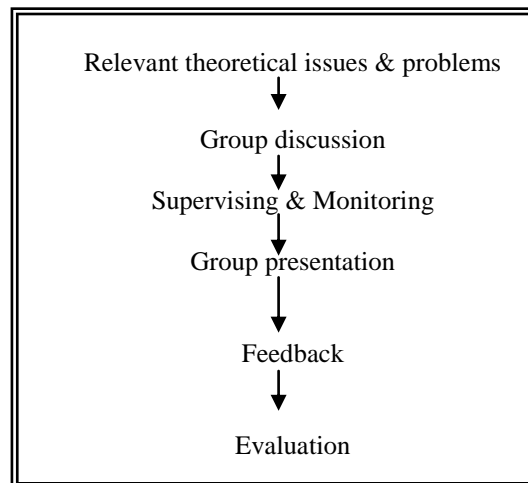 Relevant theoretical issues & problems
Group discussion
Supervising & Monitoring
Group presentation
Feedback
Evaluation